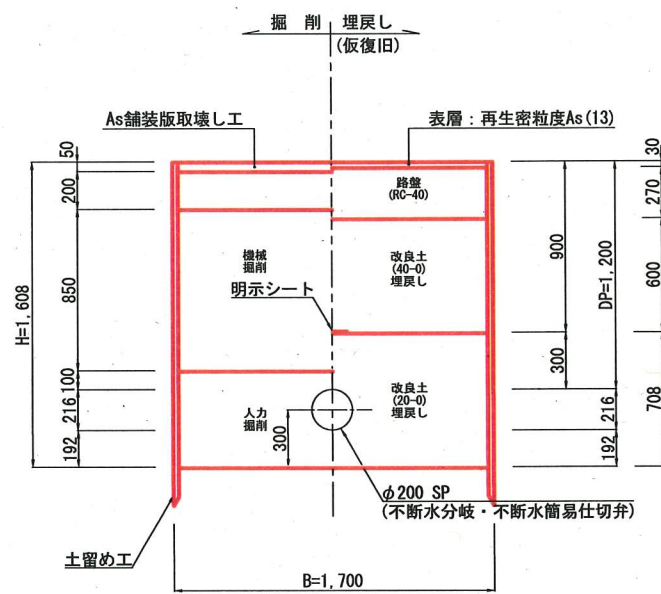 掘 削 埋戻し
(仮復旧)
As舗装版取壊し工
表層：再生密粒度As(13)
50
200
850
100
216
192
H=1,608
路盤
(RC-40)
機械
掘削
改良土
(40-0)
埋戻し
明示シート
人力
掘削
300
改良土
(20-0)
埋戻し
900
300
DP=1,200
216
192
30
270
600
708
φ200 SP
(不断水分岐・不断水簡易仕切弁)
土留め工
B=1,700